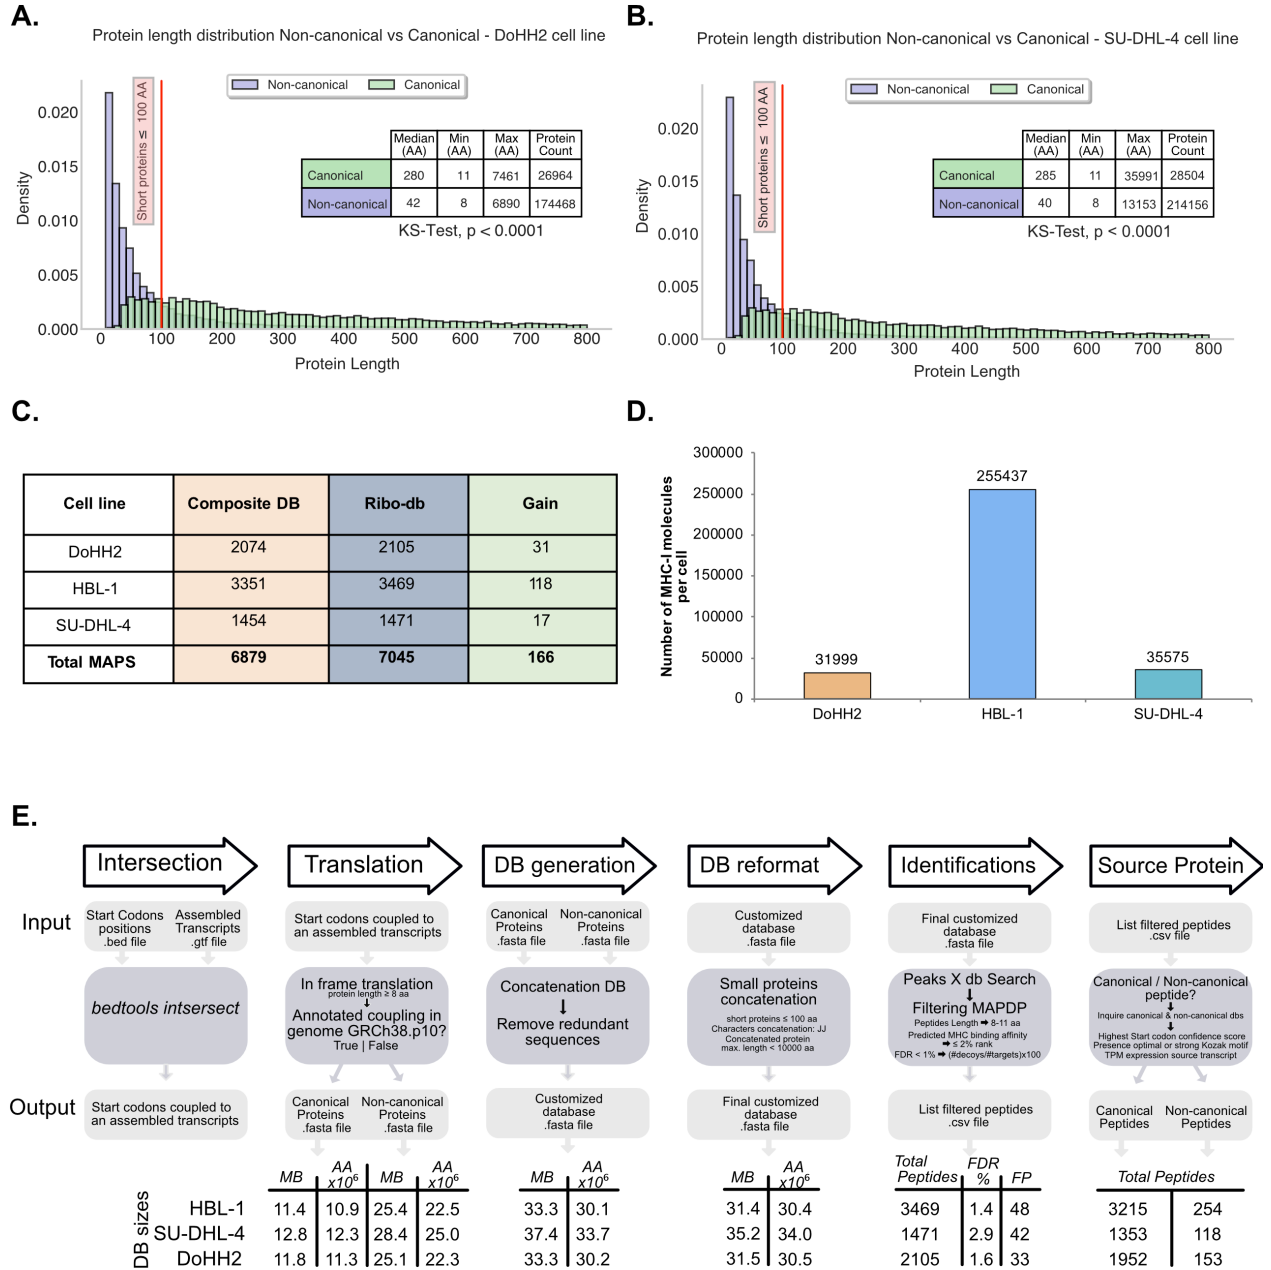 A.
Protein length distribution Non-canonical vs Canonical - DoHH2 cell line
Non-canonical Canonical
Short proteins ≤ 100 AA
Density
0.020
0.015
0.010
0.005
0.000
Median (AA) Min (AA) Max (AA) Protein Count
Canonical 280 11 7461 26964
Non-canonical 42 8 6890 174468
KS-Test, p < 0.0001
0 100 200 300 400 500 600 700 800
Protein Length
B.
Protein length distribution Non-canonical vs Canonical - SU-DHL-4 cell line
Non-canonical Canonical
Short proteins ≤ 100 AA
Density
0.020
0.015
0.010
0.005
0.000
Median (AA) Min (AA) Max (AA) Protein Count
Canonical 285 11 35991 28504
Non-canonical 40 8 13153 214156
KS-Test, p < 0.0001
0 100 200 300 400 500 600 700 800
Protein Length
C.
Cell line Composite DB Ribo-db Gain
DoHH2 2074 2105 31
HBL-1 3351 3469 118
SU-DHL-4 1454 1471 17
Total MAPS 6879 7045 166
D.
Number of MHC-I molecules
per cell
300000
250000
200000
150000
100000
50000
0
31999
255437
35575
DoHH2 HBL-1 SU-DHL-4
E.
Intersection Translation DB generation DB reformat Identifications Source Protein
Input
Start Codons
positions
.bed file
Assembled
Transcripts
.gtf file
bedtools intsersect
Output
Start codons coupled to
an assembled transcripts
Start codons coupled to
an assembled transcripts
In frame translation
protein length ≥ 8 aa
Annotated coupling in
genome GRCh38.p10?
True | False
Canonical
Proteins
.fasta file
Non-canonical
Proteins
.fasta file
Canonical
Proteins
.fasta file
Non-canonical
Proteins
.fasta file
Concatenation DB
Remove redundant
sequences
Customized
database
.fasta file
Customized
database
.fasta file
Small proteins
concatenation
short proteins ≤ 100 aa
Characters concatenation: JJ
Concatenated protein
max. length < 10000 aa
Final customized
database
.fasta file
Final customized
database
.fasta file
Peaks X db Search
Filtering MAPDP
Peptides Length ➡ 8-11 aa
Predicted MHC binding affinity
➡ ≤ 2% rank
FDR < 1% ➡ (#decoys/#targets)x100
List filtered peptides
.csv file
List filtered peptides
.csv file
Canonical / Non-canonical
peptide?
Inquire canonical & non-canonical dbs
Highest Start codon confidence score
Presence optimal or strong Kozak motif
TPM expression source transcript
Canonical
Peptides
Non-canonical
Peptides
DB sizes
MB AA x10⁶ MB AA x10⁶ MB AA x10⁶ MB AA x10⁶ Total Peptides FDR % FP Total Peptides
HBL-1 11.4 10.9 25.4 22.5 33.3 30.1 31.4 30.4 3469 1.4 48 3215 254
SU-DHL-4 12.8 12.3 28.4 25.0 37.4 33.7 35.2 34.0 1471 2.9 42 1353 118
DoHH2 11.8 11.3 25.1 22.3 33.3 30.2 31.5 30.5 2105 1.6 33 1952 153